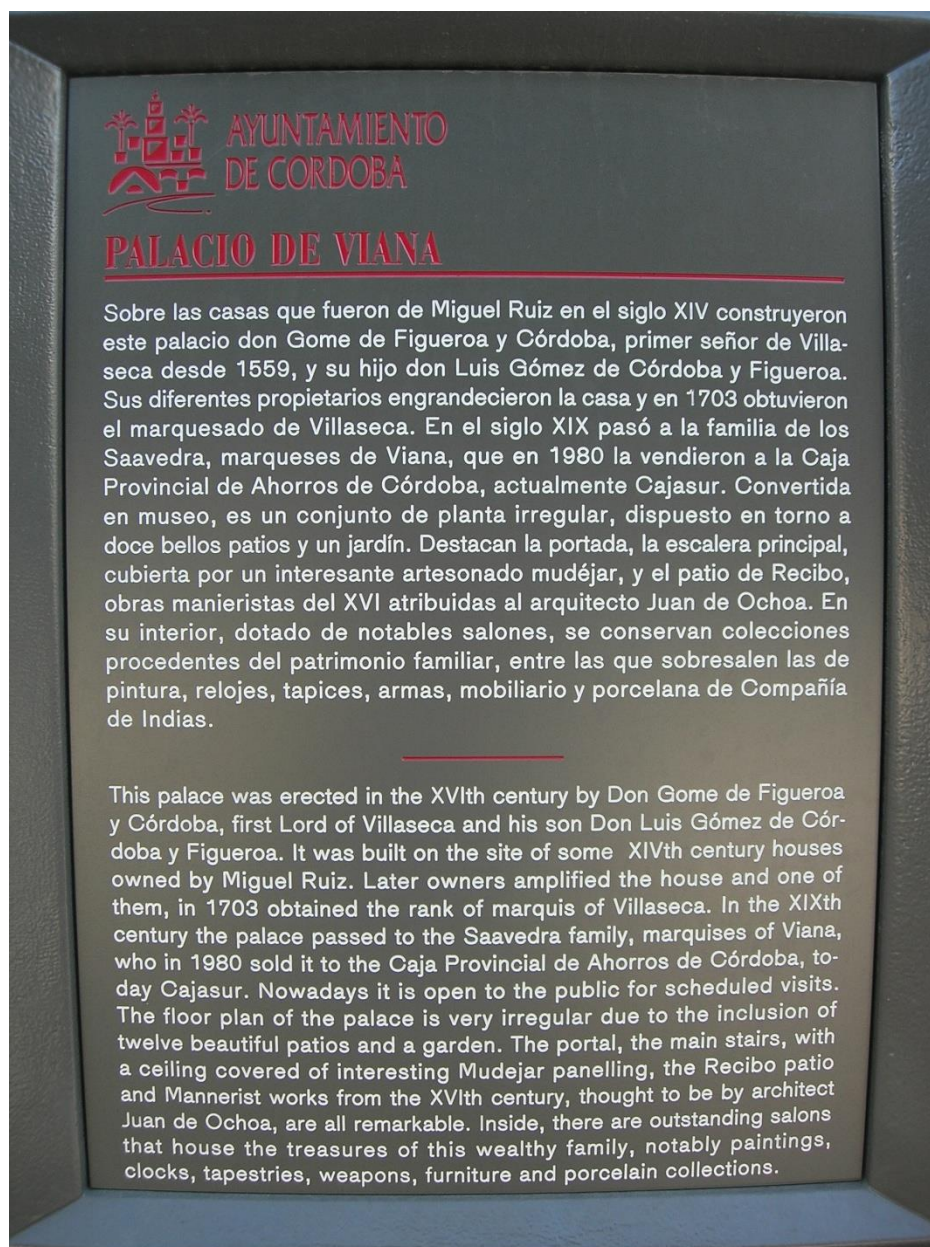 AYUNTAMIENTO
DE CORDOBA
PALACIO DE VIANA
Sobre las casas que fueron de Miguel Ruiz en el siglo XIV construyeron
este palacio don Gome de Figueroa y Córdoba, primer señor de Villa-
seca desde 1559, y su hijo don Luis Gómez de Córdoba y Figueroa.
Sus diferentes propietarios engrandecieron la casa y en 1703 obtuvieron
el marquesado de Villaseca. En el siglo XIX pasó a la familia de los
Saavedra, marqueses de Viana, que en 1980 la vendieron a la Caja
Provincial de Ahorros de Córdoba, actualmente Cajasur. Convertida
en museo, es un conjunto de planta irregular, dispuesto en torno a
doce bellos patios y un jardín. Destacan la portada, la escalera principal,
cubierta por un interesante artesonado mudéjar, y el patio de Recibo,
obras manieristas del XVI atribuidas al arquitecto Juan de Ochoa. En
su interior, dotado de notables salones, se conservan colecciones
procedentes del patrimonio familiar, entre las que sobresalen las de
pintura, relojes, tapices, armas, mobiliario y porcelana de Compañía
de Indias.
This palace was erected in the XVIth century by Don Gome de Figueroa
y Córdoba, first Lord of Villaseca and his son Don Luis Gómez de Cór-
doba y Figueroa. It was built on the site of some XIVth century houses
owned by Miguel Ruiz. Later owners amplified the house and one of
them, in 1703 obtained the rank of marquis of Villaseca. In the XIXth
century the palace passed to the Saavedra family, marquises of Viana,
who in 1980 sold it to the Caja Provincial de Ahorros de Córdoba, to-
day Cajasur. Nowadays it is open to the public for scheduled visits.
The floor plan of the palace is very irregular due to the inclusion of
twelve beautiful patios and a garden. The portal, the main stairs, with
a ceiling covered of interesting Mudejar panelling, the Recibo patio
and Mannerist works from the XVIth century, thought to be by architect
Juan de Ochoa, are all remarkable. Inside, there are outstanding salons
that house the treasures of this wealthy family, notably paintings,
clocks, tapestries, weapons, furniture and porcelain collections.